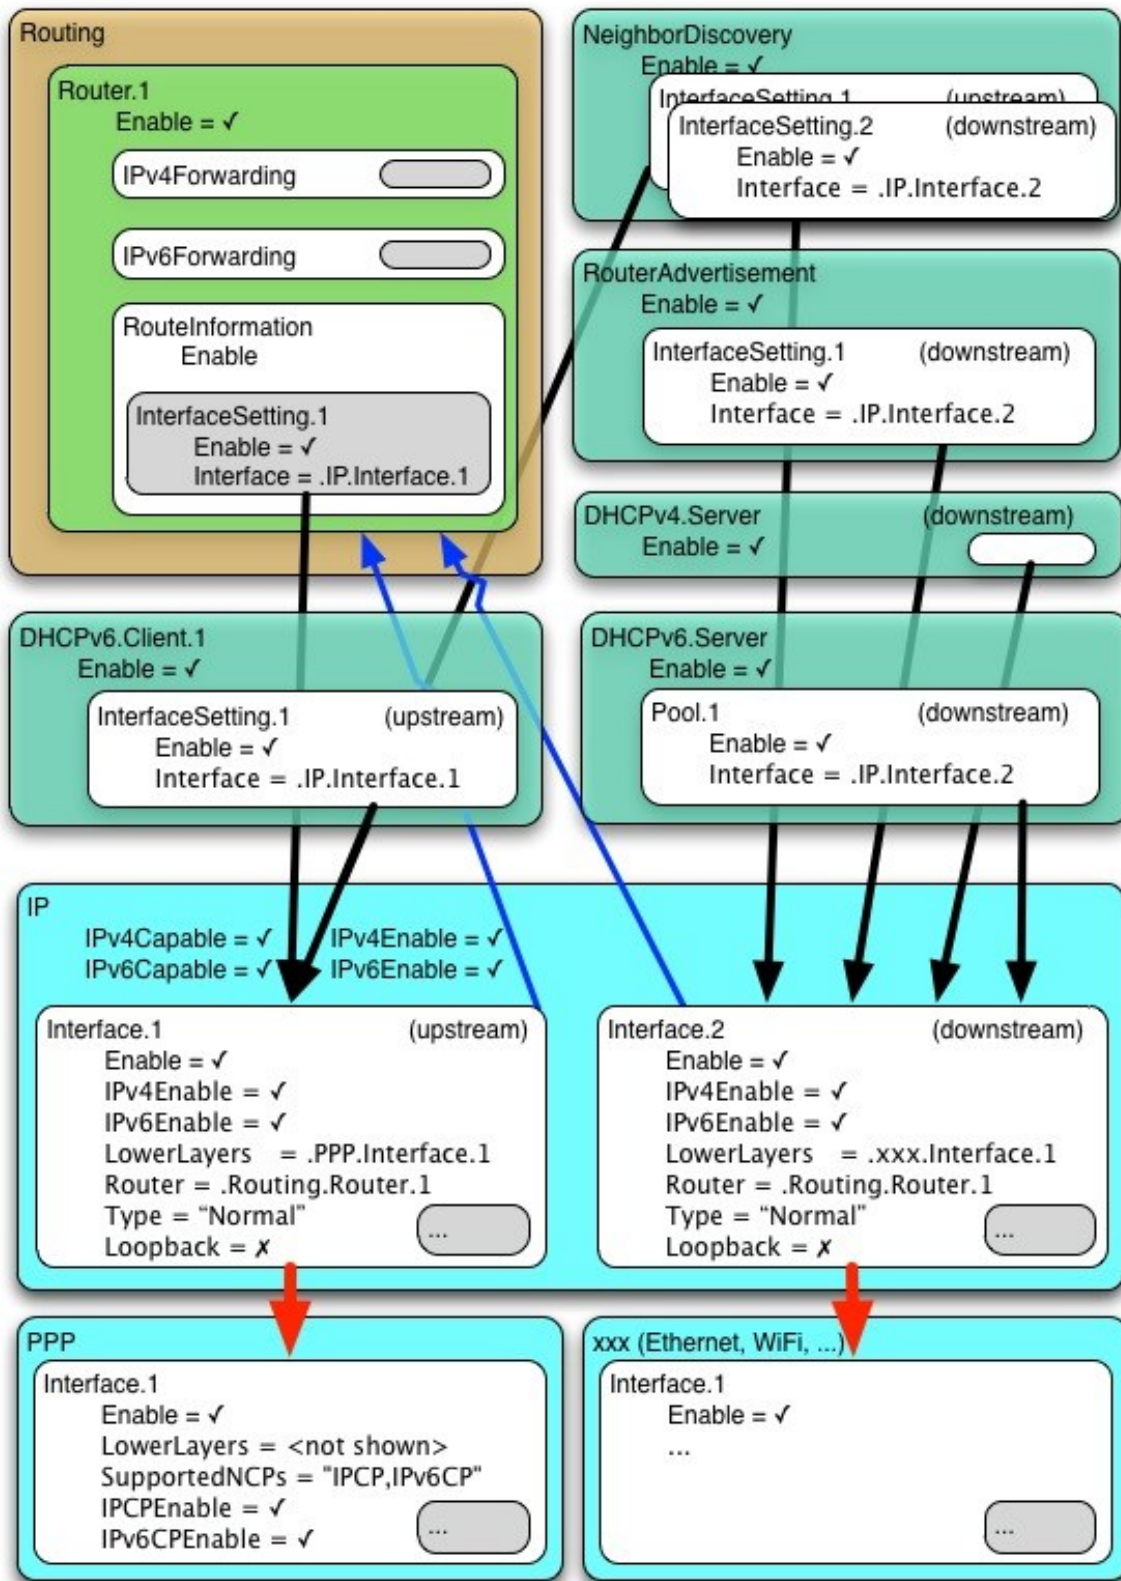 Routing
Router.1
Enable = ✓
IPv4Forwarding
IPv6Forwarding
RouteInformation
Enable
InterfaceSetting.1
Enable = ✓
Interface = .IP.Interface.1
NeighborDiscovery
Enable = ✓
InterfaceSetting.1 (upstream)
InterfaceSetting.2 (downstream)
Enable = ✓
Interface = .IP.Interface.2
RouterAdvertisement
Enable = ✓
InterfaceSetting.1 (downstream)
Enable = ✓
Interface = .IP.Interface.2
DHCPv4.Server (downstream)
Enable = ✓
DHCPv6.Client.1
Enable = ✓
InterfaceSetting.1 (upstream)
Enable = ✓
Interface = .IP.Interface.1
DHCPv6.Server
Enable = ✓
Pool.1 (downstream)
Enable = ✓
Interface = .IP.Interface.2
IP
IPv4Capable = ✓ IPv4Enable = ✓
IPv6Capable = ✓ IPv6Enable = ✓
Interface.1 (upstream)
Enable = ✓
IPv4Enable = ✓
IPv6Enable = ✓
LowerLayers = .PPP.Interface.1
Router = .Routing.Router.1
Type = “Normal”
Loopback = ✗
...
Interface.2 (downstream)
Enable = ✓
IPv4Enable = ✓
IPv6Enable = ✓
LowerLayers = .xxx.Interface.1
Router = .Routing.Router.1
Type = “Normal”
Loopback = ✗
...
PPP
Interface.1
Enable = ✓
LowerLayers = <not shown>
SupportedNCPs = "IPCP,IPv6CP"
IPCPEnable = ✓
IPv6CPEnable = ✓
...
xxx (Ethernet, WiFi, ...)
Interface.1
Enable = ✓
...
...